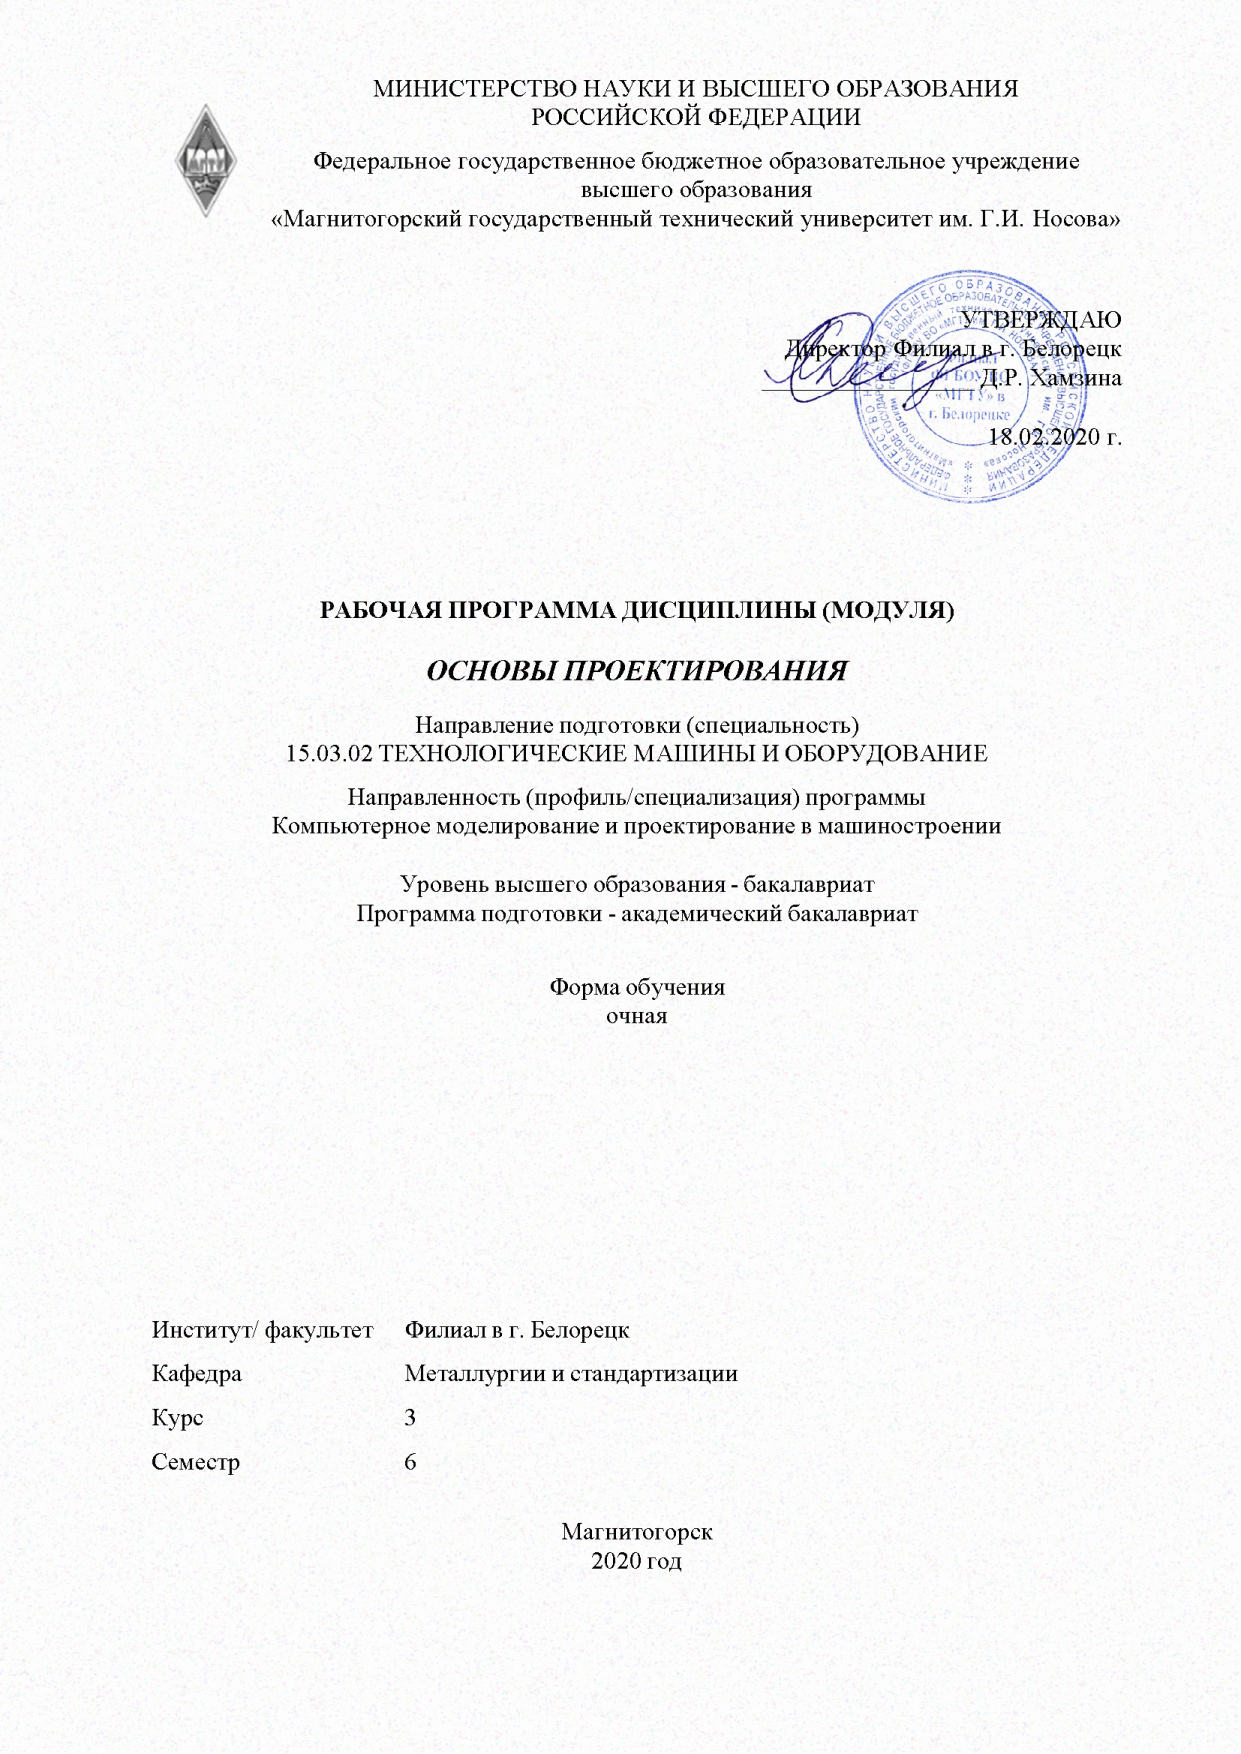 МИНИСТЕРСТВО НАУКИ И ВЫСШЕГО ОБРАЗОВАНИЯ
РОССИЙСКОЙ ФЕДЕРАЦИИ
Федеральное государственное бюджетное образовательное учреждение
высшего образования
«Магнитогорский государственный технический университет им. Г.И. Носова»
УТВЕРЖДАЮ
Директор Филиал в г. Белорецк
Д.Р. Хамзина
«МГТУ» в
г. Белорецке
18.02.2020 г.
РАБОЧАЯ ПРОГРАММА ДИСЦИПЛИНЫ (МОДУЛЯ)
ОСНОВЫ ПРОЕКТИРОВАНИЯ
Направление подготовки (специальность)
15.03.02 ТЕХНОЛОГИЧЕСКИЕ МАШИНЫ И ОБОРУДОВАНИЕ
Направленность (профиль/специализация) программы
Компьютерное моделирование и проектирование в машиностроении
Уровень высшего образования - бакалавриат
Программа подготовки - академический бакалавриат
Форма обучения
очная
Институт/ факультет Филиал в г. Белорецк
Кафедра Металлургии и стандартизации
Курс 3
Семестр 6
Магнитогорск
2020 год